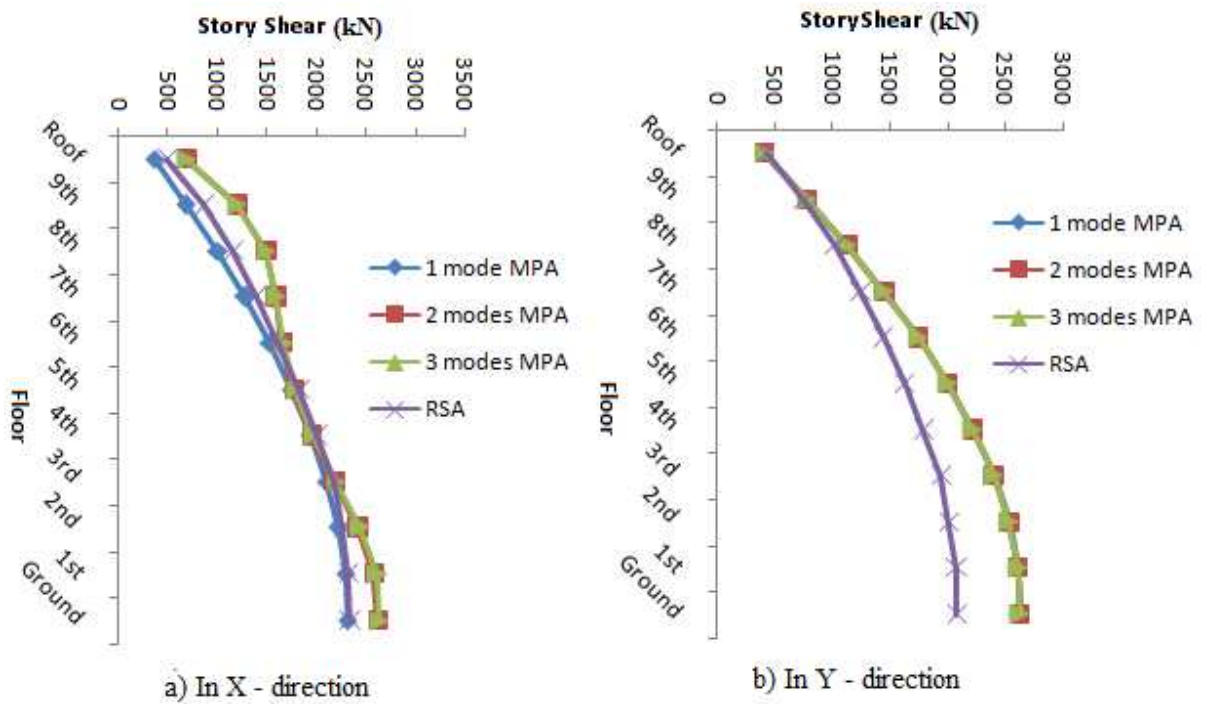 Story Shear (kN)
0
500
1000
1500
2000
2500
3000
3500
Roof
9th
8th
7th
6th
5th
4th
3rd
2nd
1st
Ground
Floor
1 mode MPA
2 modes MPA
3 modes MPA
RSA
a) In X - direction
StoryShear (kN)
0
500
1000
1500
2000
2500
3000
Roof
9th
8th
7th
6th
5th
4th
3rd
2nd
1st
Ground
Floor
1 mode MPA
2 modes MPA
3 modes MPA
RSA
b) In Y - direction